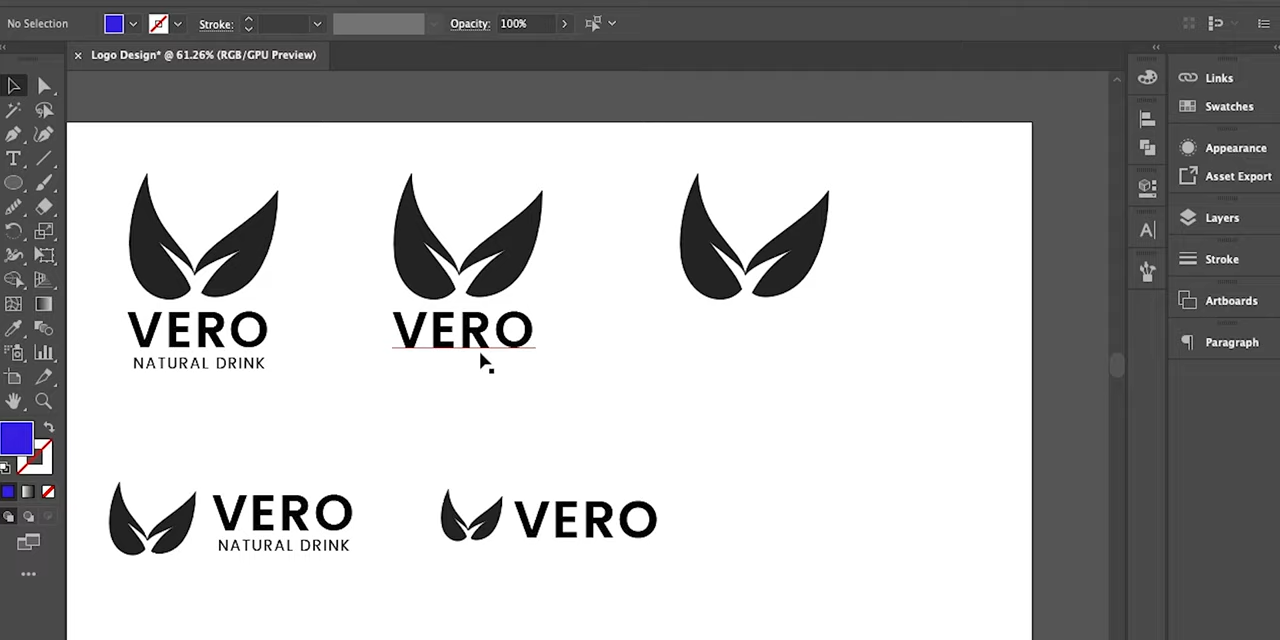 No Selection
Stroke:
Opacity: 100%
× Logo Design* @ 61.26% (RGB/GPU Preview)
Links
Swatches
Appearance
Asset Export
Layers
Stroke
Artboards
Paragraph
VERO
NATURAL DRINK
VERO
VERO
NATURAL DRINK
VERO